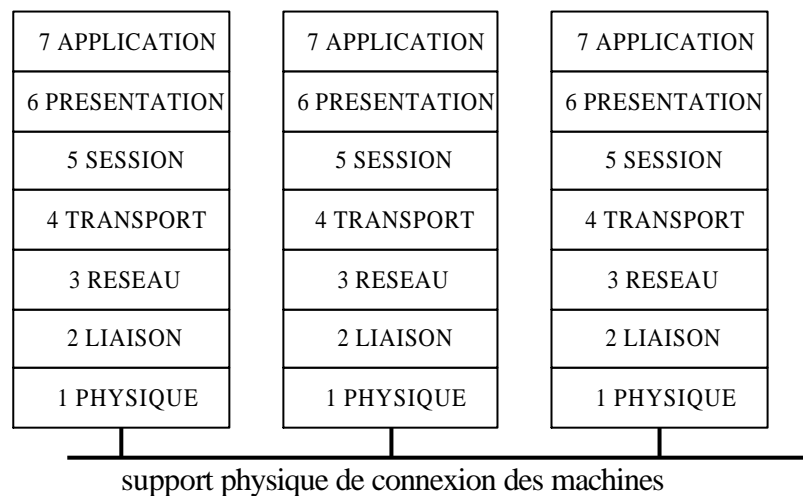 7 APPLICATION
6 PRESENTATION
5 SESSION
4 TRANSPORT
3 RESEAU
2 LIAISON
1 PHYSIQUE
7 APPLICATION
6 PRESENTATION
5 SESSION
4 TRANSPORT
3 RESEAU
2 LIAISON
1 PHYSIQUE
7 APPLICATION
6 PRESENTATION
5 SESSION
4 TRANSPORT
3 RESEAU
2 LIAISON
1 PHYSIQUE
support physique de connexion des machines